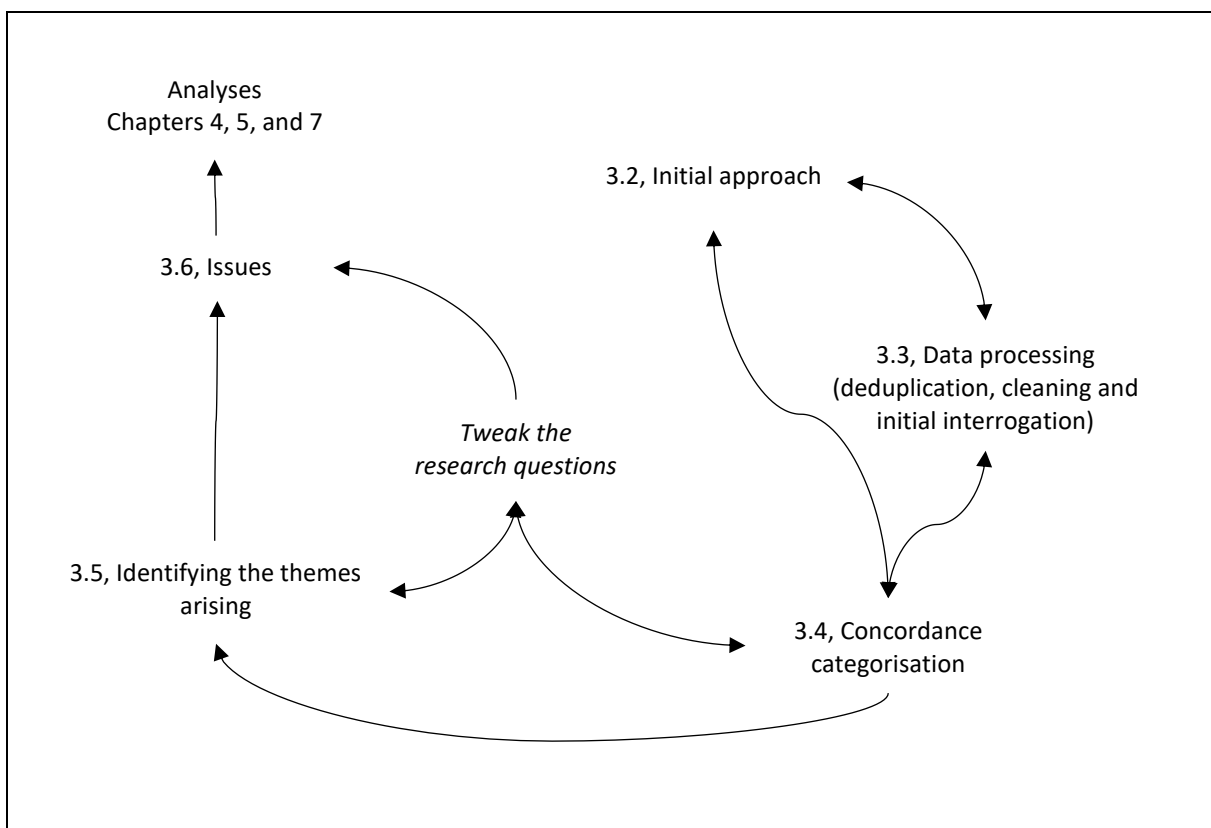 Analyses
Chapters 4, 5, and 7
3.2, Initial approach
3.6, Issues
3.3, Data processing
(deduplication, cleaning and
initial interrogation)
Tweak the
research questions
3.5, Identifying the themes
arising
3.4, Concordance
categorisation